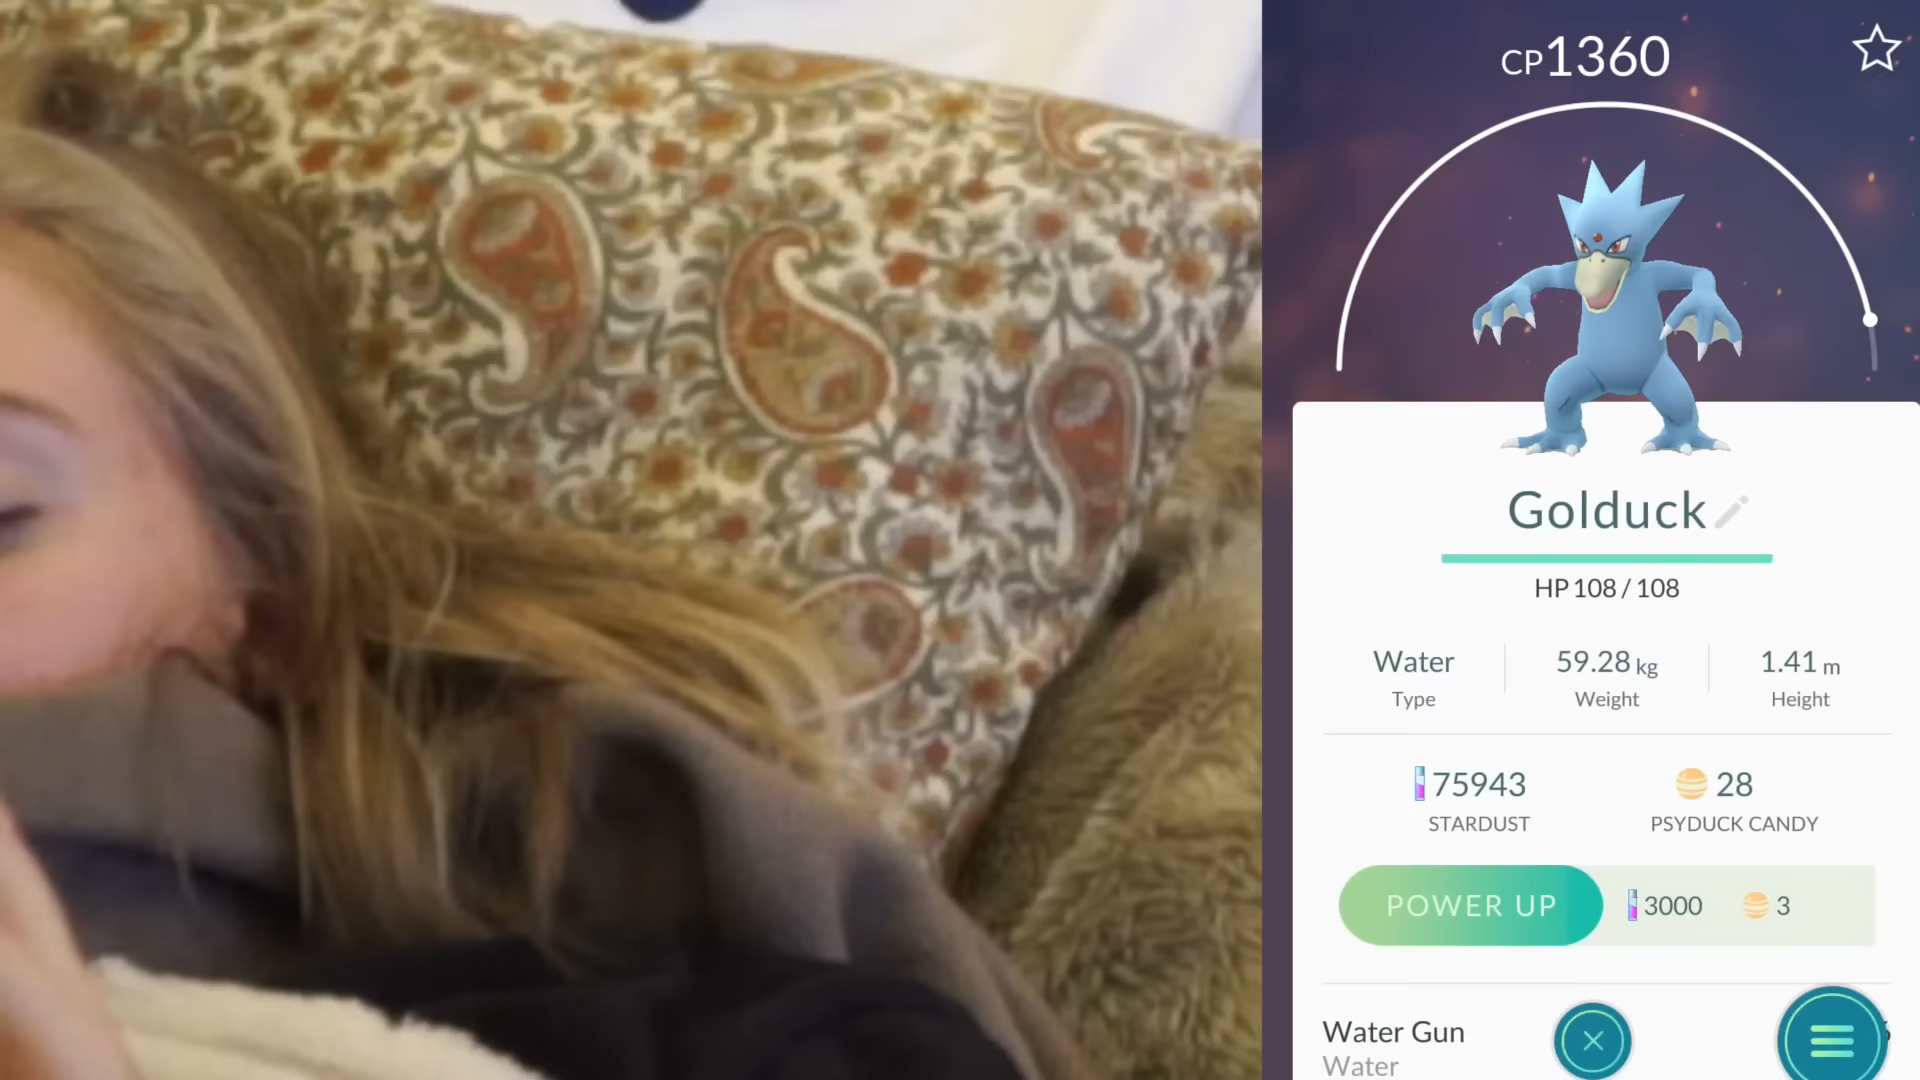 CP1360
Golduck
HP 108 / 108
Water
Type
59.28 kg
Weight
1.41 m
Height
75943
STARDUST
28
PSYDUCK CANDY
POWER UP
3000
3
Water Gun
Water